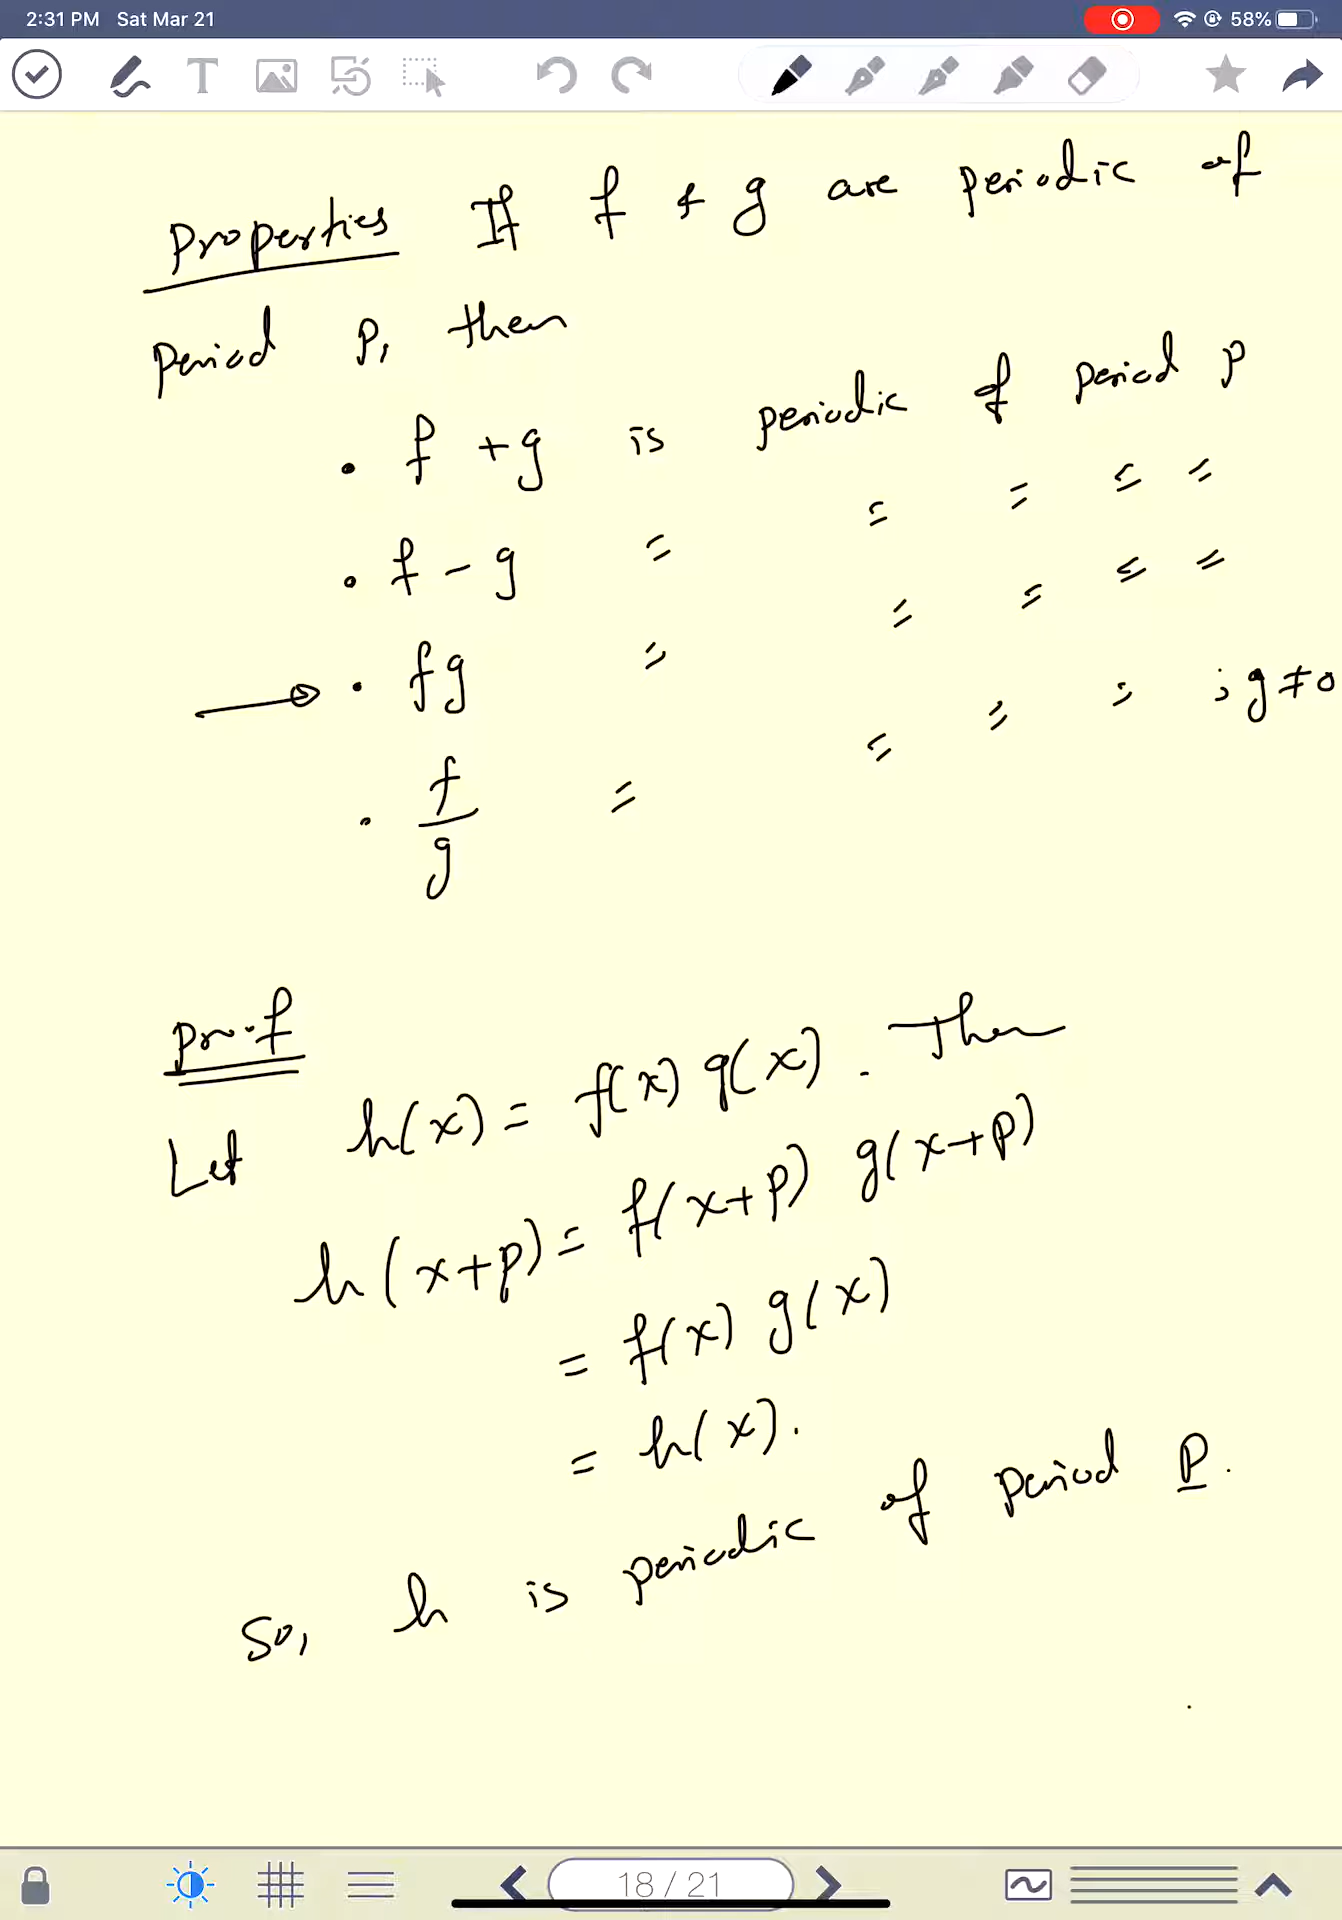 2:31 PM Sat Mar 21 58%
T
Properties If f & g are periodic of
period p, then
• f + g is periodic of period p
• f - g = = = = =
→ • fg = = = = =
• f/g = = = = ; g ≠ 0
Proof
Let h(x) = f(x) g(x). Then
h(x+p) = f(x+p) g(x+p)
= f(x) g(x)
= h(x).
So, h is periodic of period p.
18 / 21